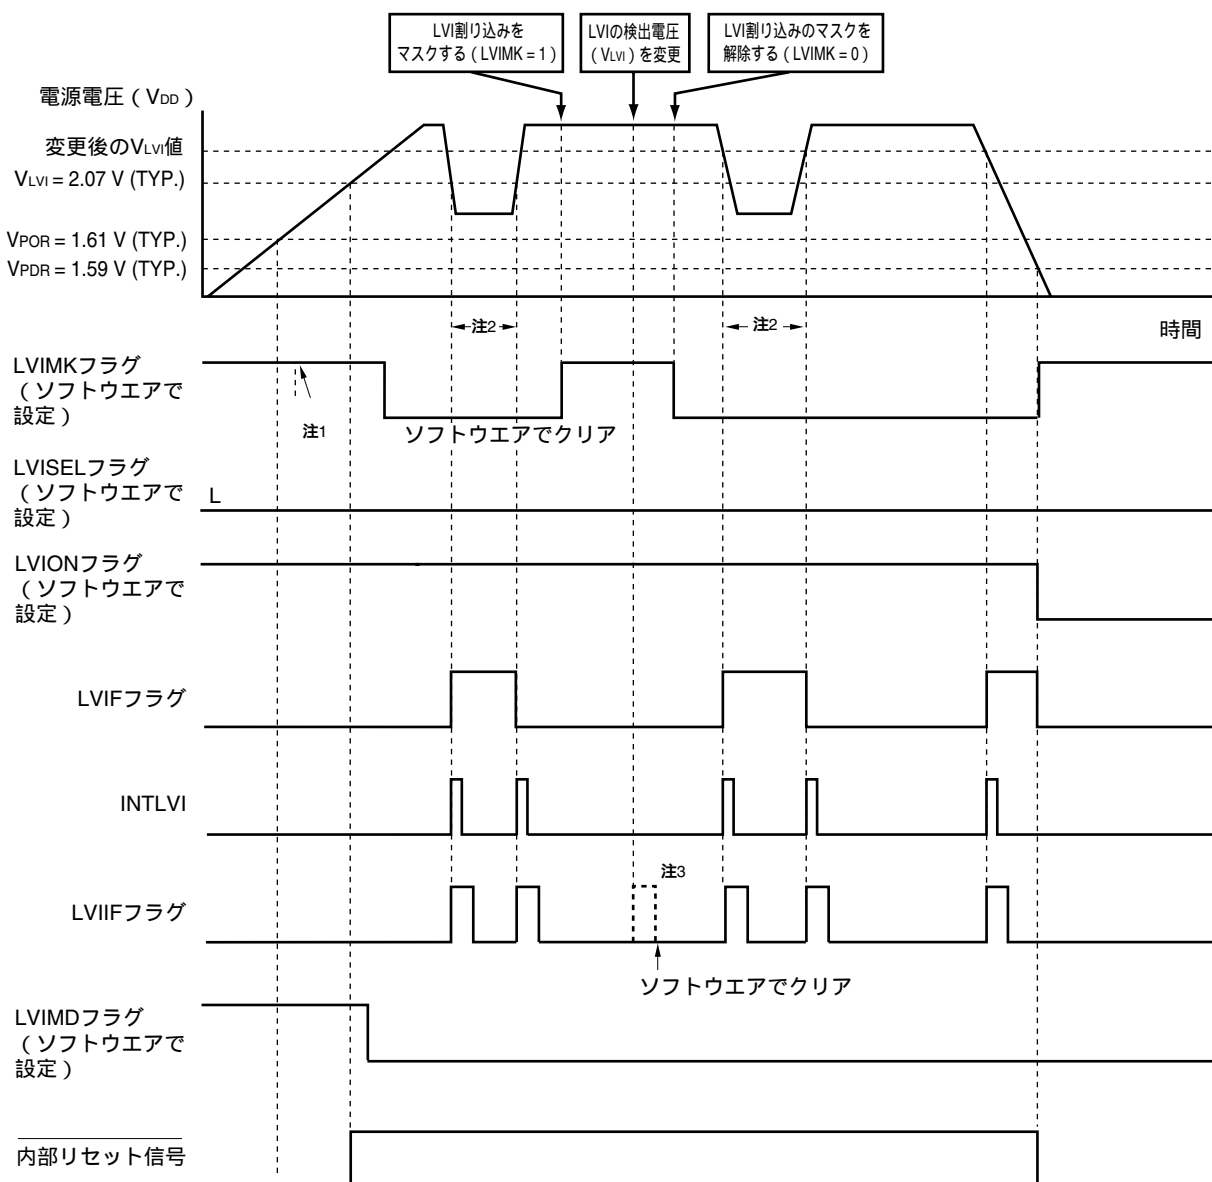 LVI割り込みを
マスクする(LVIMK = 1)
LVIの検出電圧
(VLVI)を変更
LVI割り込みのマスクを
解除する(LVIMK = 0)
電源電圧(VDD)
変更後のVLVI値
VLVI = 2.07 V (TYP.)
VPOR = 1.61 V (TYP.)
VPDR = 1.59 V (TYP.)
注2
注2
時間
LVIMKフラグ
(ソフトウエアで
設定)
注1
ソフトウエアでクリア
LVISELフラグ
(ソフトウエアで
設定)
L
LVIONフラグ
(ソフトウエアで
設定)
LVIFフラグ
INTLVI
注3
LVIIFフラグ
ソフトウエアでクリア
LVIMDフラグ
(ソフトウエアで
設定)
内部リセット信号